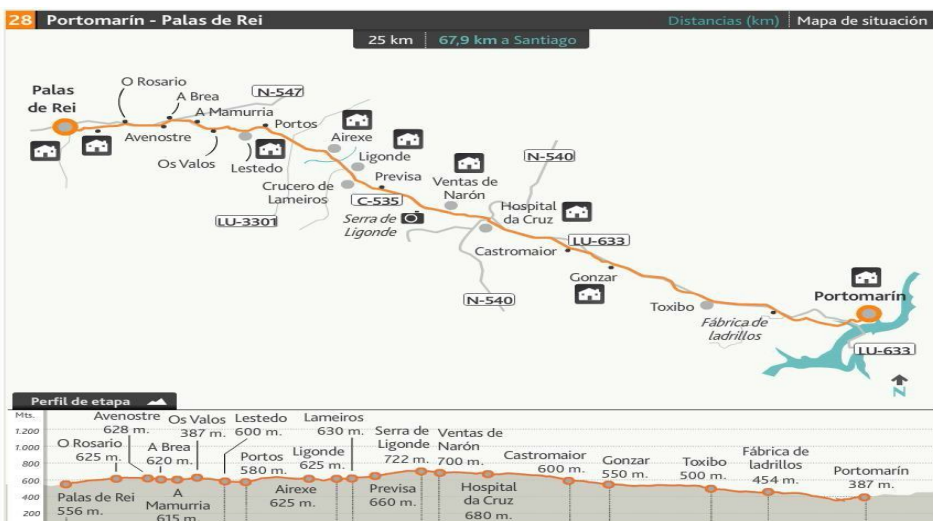 28 Portomarín - Palas de Rei Distancias (km) Mapa de situación
25 km 67,9 km a Santiago
Palas
de Rei
O Rosario
A Brea
N-547
A Mamurria
Portos
Avenostre
Os Valos
Lestedo
Airexe
Ligonde
Previsa
Crucero de
Lameiros
C-535
LU-3301
Serra de
Ligonde
Ventas de
Narón
N-540
Hospital
da Cruz
LU-633
Castromaior
Gonzar
N-540
Toxibo
Fábrica de
ladrillos
Portomarín
LU-633
N
Perfil de etapa
Mts.
1.200
1.000
800
600
400
200
O Rosario
625 m.
Avenostre
628 m.
A Brea
620 m.
Os Valos
387 m.
Lestedo
600 m.
Portos
580 m.
Ligonde
625 m.
Lameiros
630 m.
Serra de
Ligonde
722 m.
Ventas de
Narón
700 m.
Castromaior
600 m.
Gonzar
550 m.
Toxibo
500 m.
Fábrica de
ladrillos
454 m.
Portomarín
387 m.
Palas de Rei
556 m.
A
Mamurria
615 m.
Airexe
625 m.
Previsa
660 m.
Hospital
da Cruz
680 m.